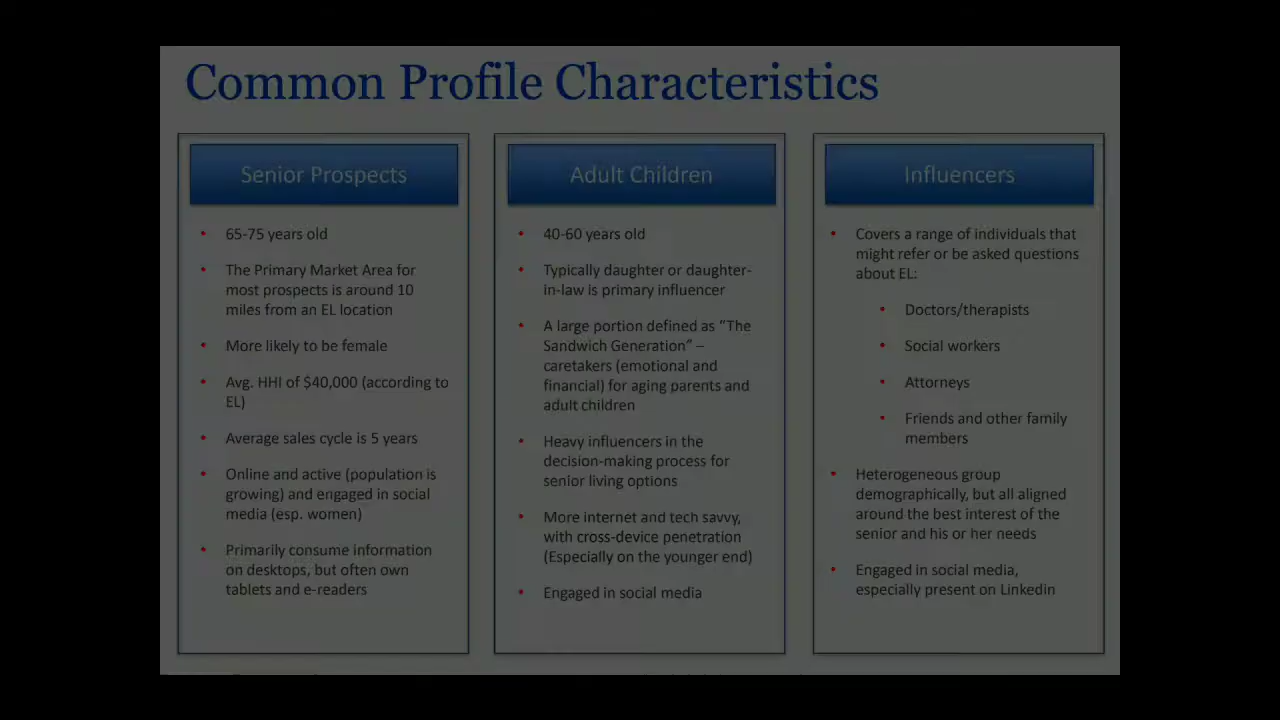 Common Profile Characteristics
Senior Prospects
65-75 years old
The Primary Market Area for
most prospects is around 10
miles from an EL location
More likely to be female
Avg. HHI of $40,000 (according to
EL)
Average sales cycle is 5 years
Online and active (population is
growing) and engaged in social
media (esp. women)
Primarily consume information
on desktops, but often own
tablets and e-readers
Adult Children
40-60 years old
Typically daughter or daughter-
in-law is primary influencer
A large portion defined as “The
Sandwich Generation” –
caretakers (emotional and
financial) for aging parents and
adult children
Heavy influencers in the
decision-making process for
senior living options
More internet and tech savvy,
with cross-device penetration
(Especially on the younger end)
Engaged in social media
Influencers
Covers a range of individuals that
might refer or be asked questions
about EL:
Doctors/therapists
Social workers
Attorneys
Friends and other family
members
Heterogeneous group
demographically, but all aligned
around the best interest of the
senior and his or her needs
Engaged in social media,
especially present on Linkedin